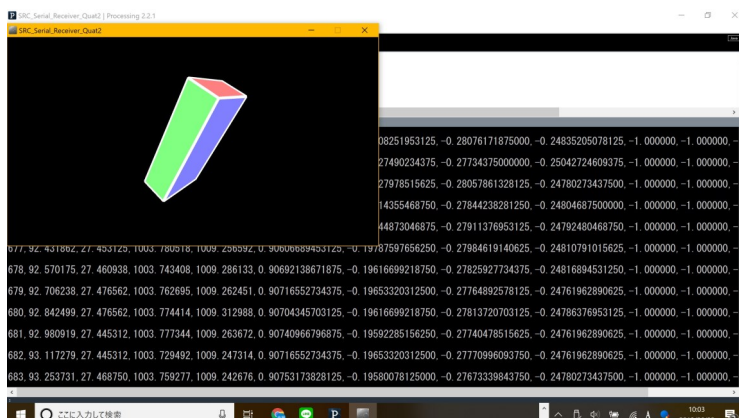 SRC_Serial_Receiver_Quat2 | Processing 2.2.1
SRC_Serial_Receiver_Quat2
08251953125, -0. 28076171875000, -0. 24835205078125, -1. 000000, -1. 000000, -
27490234375, -0. 27734375000000, -0. 25042724609375, -1. 000000, -1. 000000, -
27978515625, -0. 28057861328125, -0. 24780273437500, -1. 000000, -1. 000000, -
14355468750, -0. 27844238281250, -0. 24804687500000, -1. 000000, -1. 000000, -
44873046875, -0. 27911376953125, -0. 24792480468750, -1. 000000, -1. 000000, -
677, 92. 431862, 27. 453125, 1003. 780518, 1009. 256592, 0. 90606689453125, -0. 19787597656250, -0. 27984619140625, -0. 24810791015625, -1. 000000, -1. 000000, -
678, 92. 570175, 27. 460938, 1003. 743408, 1009. 286133, 0. 90692138671875, -0. 19616699218750, -0. 27825927734375, -0. 24816894531250, -1. 000000, -1. 000000, -
679, 92. 706238, 27. 476562, 1003. 762695, 1009. 262451, 0. 90716552734375, -0. 19653320312500, -0. 27764892578125, -0. 24761962890625, -1. 000000, -1. 000000, -
680, 92. 842499, 27. 476562, 1003. 774414, 1009. 312988, 0. 90704345703125, -0. 19616699218750, -0. 27813720703125, -0. 24786376953125, -1. 000000, -1. 000000, -
681, 92. 980919, 27. 445312, 1003. 777344, 1009. 263672, 0. 90740966796875, -0. 19592285156250, -0. 27740478515625, -0. 24761962890625, -1. 000000, -1. 000000, -
682, 93. 117279, 27. 445312, 1003. 729492, 1009. 247314, 0. 90716552734375, -0. 19653320312500, -0. 27770996093750, -0. 24761962890625, -1. 000000, -1. 000000, -
683, 93. 253731, 27. 468750, 1003. 759277, 1009. 242676, 0. 90753173828125, -0. 19580078125000, -0. 27673339843750, -0. 24780273437500, -1. 000000, -1. 000000, -
ここに入力して検索
A
10:03